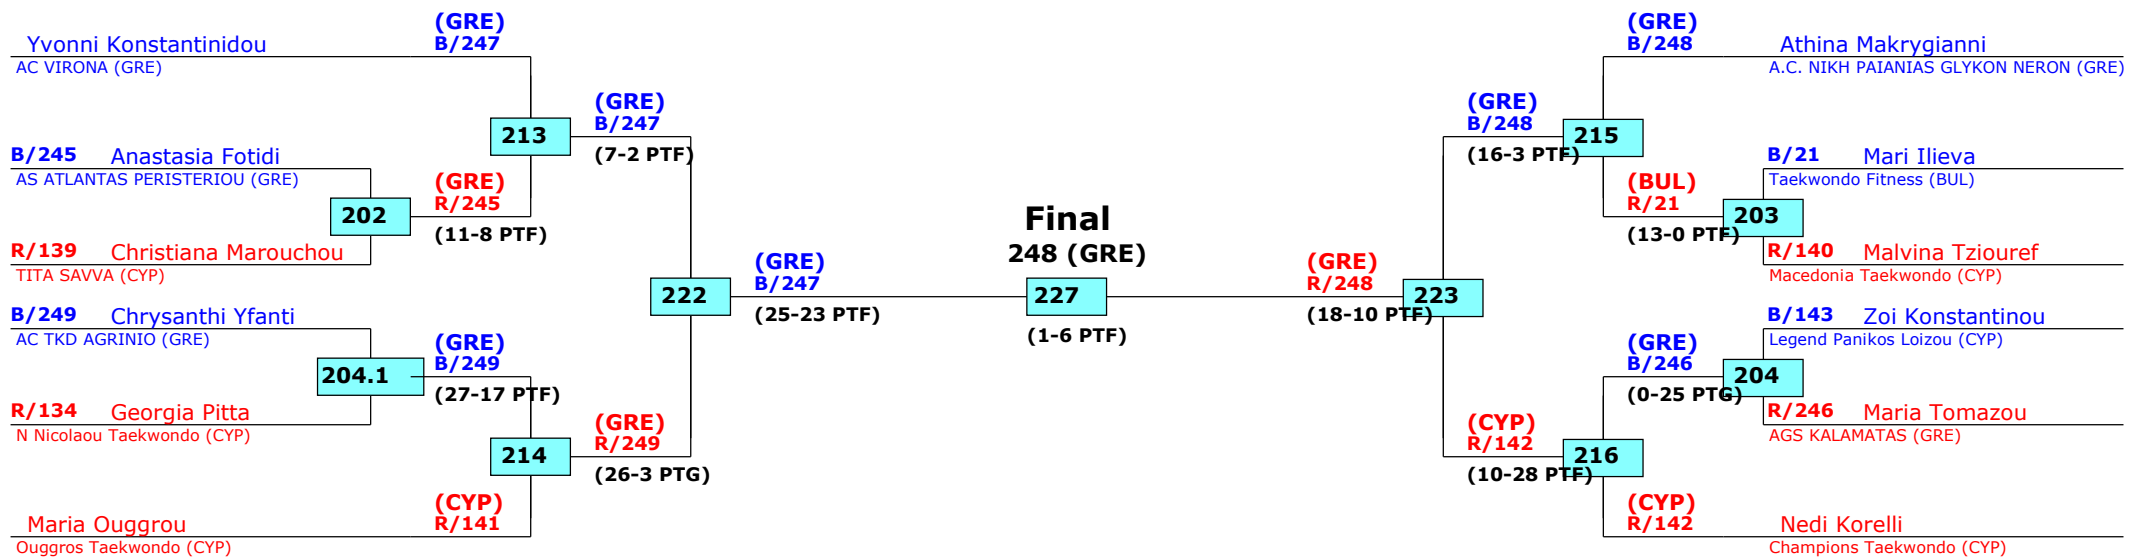 (GRE)
B/247
Yvonni Konstantinidou
AC VIRONA (GRE)
213
(GRE)
B/247
(7-2 PTF)
B/245 Anastasia Fotidi
AS ATLANTAS PERISTERIOU (GRE)
202
(GRE)
R/245
(11-8 PTF)
R/139 Christiana Marouchou
TITA SAVVA (CYP)
222
(GRE)
B/247
(25-23 PTF)
B/249 Chrysanthi Yfanti
AC TKD AGRINIO (GRE)
204.1
(GRE)
B/249
(27-17 PTF)
R/134 Georgia Pitta
N Nicolaou Taekwondo (CYP)
214
(GRE)
R/249
(26-3 PTG)
(CYP)
R/141
Maria Ouggrou
Ouggros Taekwondo (CYP)
Final
248 (GRE)
227
(1-6 PTF)
(GRE)
B/248
Athina Makrygianni
A.C. NIKH PAIANIAS GLYKON NERON (GRE)
(GRE)
B/248
215
(16-3 PTF)
B/21 Mari Ilieva
Taekwondo Fitness (BUL)
(BUL)
R/21
203
(13-0 PTF)
R/140 Malvina Tziouref
Macedonia Taekwondo (CYP)
(GRE)
R/248
223
(18-10 PTF)
B/143 Zoi Konstantinou
Legend Panikos Loizou (CYP)
(GRE)
B/246
204
(0-25 PTG)
R/246 Maria Tomazou
AGS KALAMATAS (GRE)
(CYP)
R/142
216
(10-28 PTF)
(CYP)
R/142
Nedi Korelli
Champions Taekwondo (CYP)